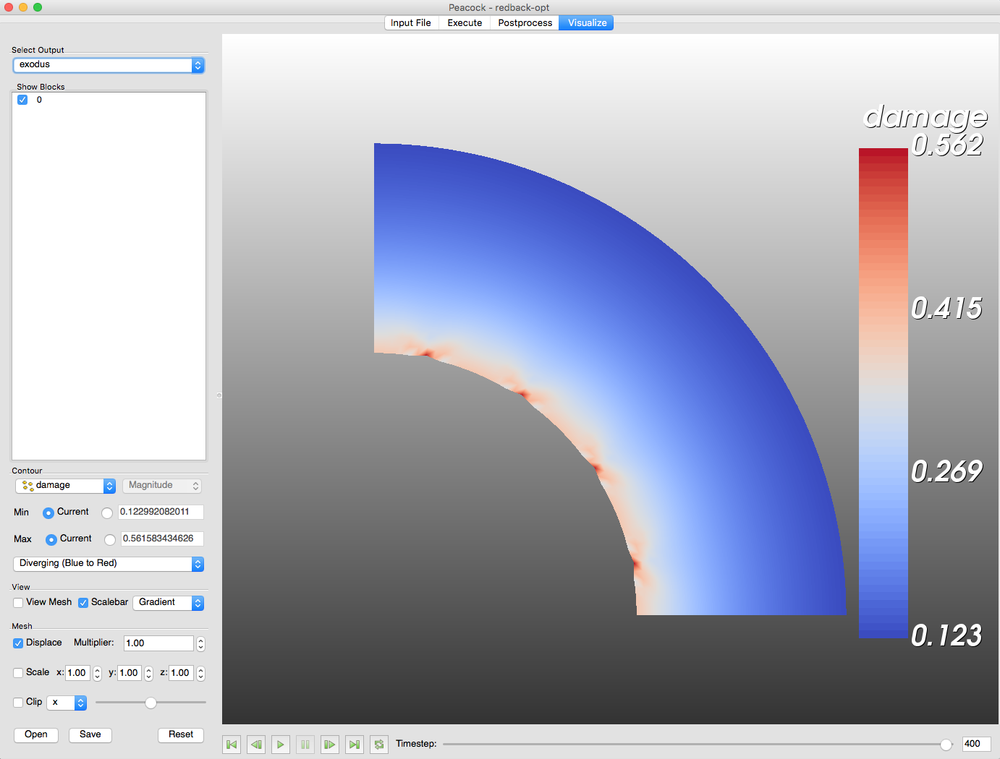 Peacock - redback-opt
Input File Execute Postprocess Visualize
Select Output
exodus
Show Blocks
0
Contour
damage Magnitude
Min Current 0.122992082011
Max Current 0.561583434626
Diverging (Blue to Red)
View
View Mesh Scalebar Gradient
Mesh
Displace Multiplier: 1.00
Scale x: 1.00 y: 1.00 z: 1.00
Clip x
Open Save Reset
damage
0.562
0.415
0.269
0.123
Timestep: 400